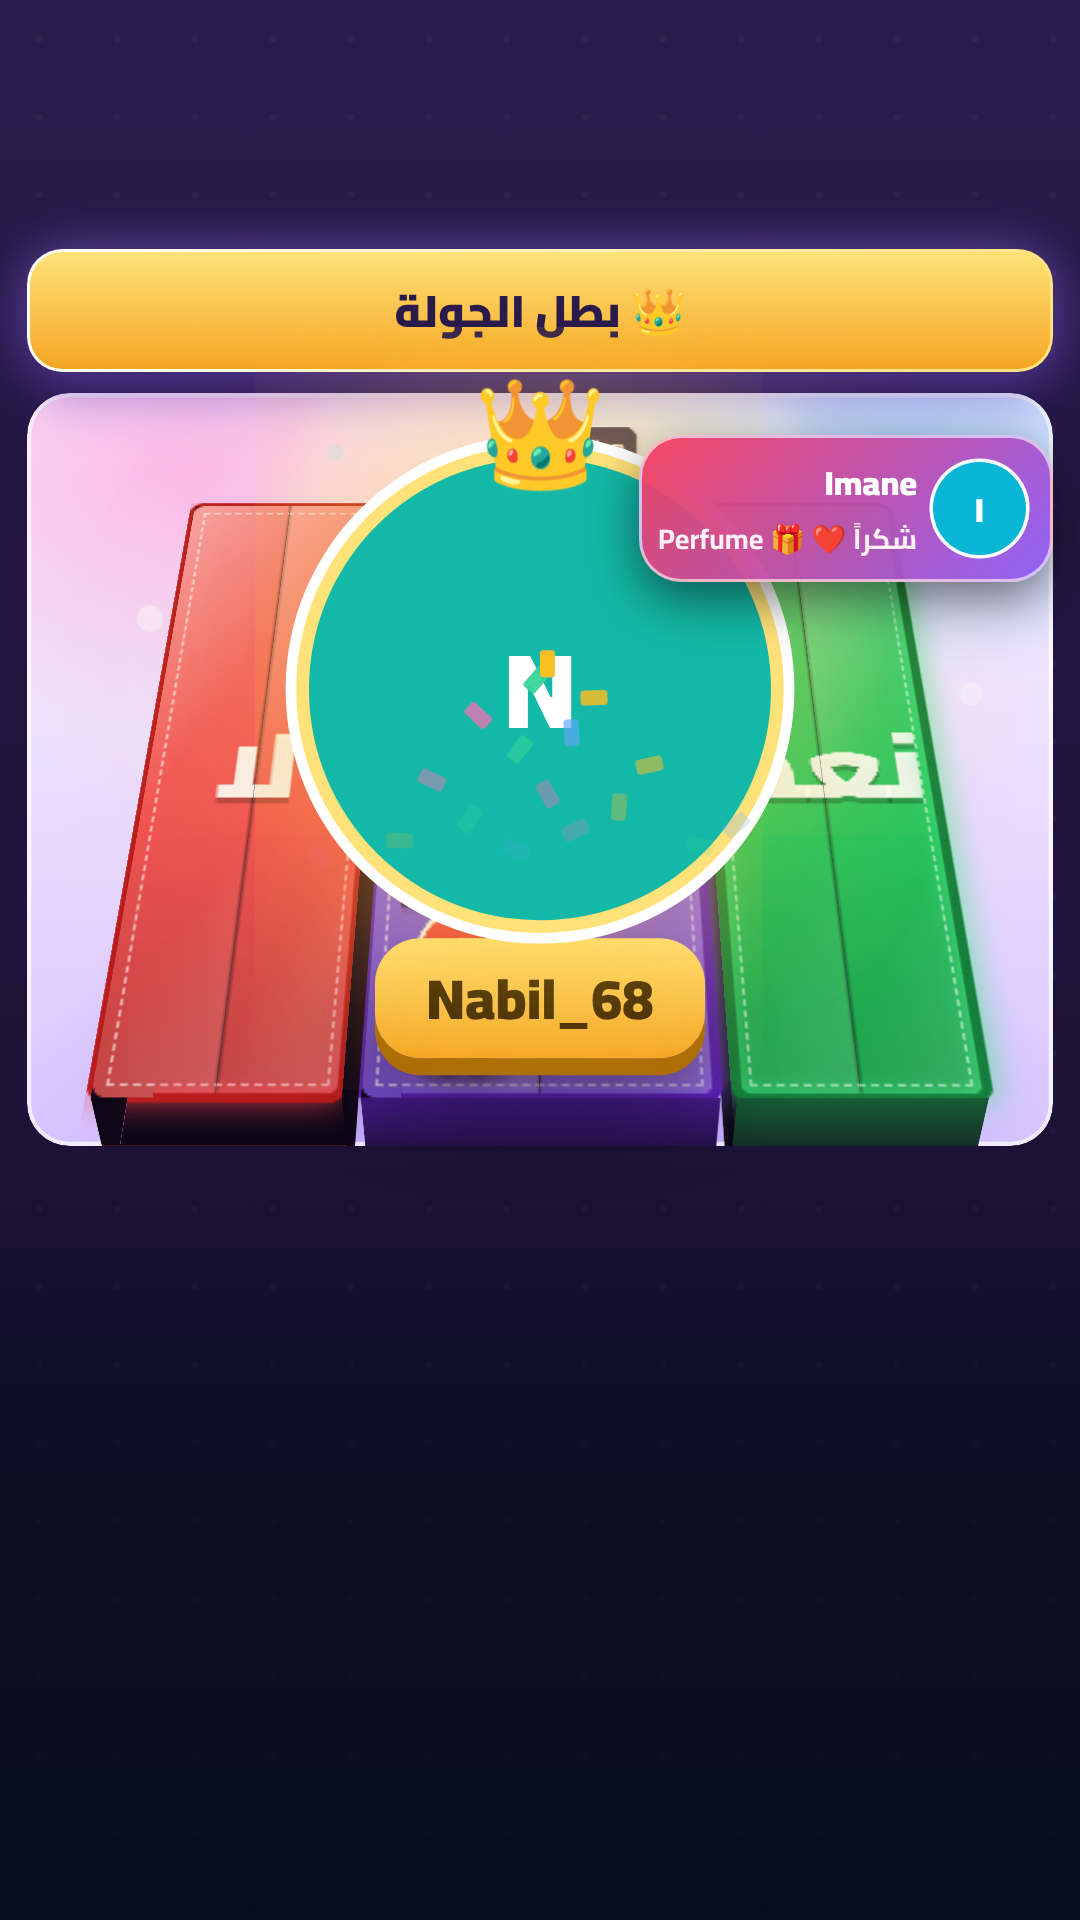 👑 بطل الجولة
Imane
شكراً ❤️ 🎁 Perfume
I
N
Nabil_68